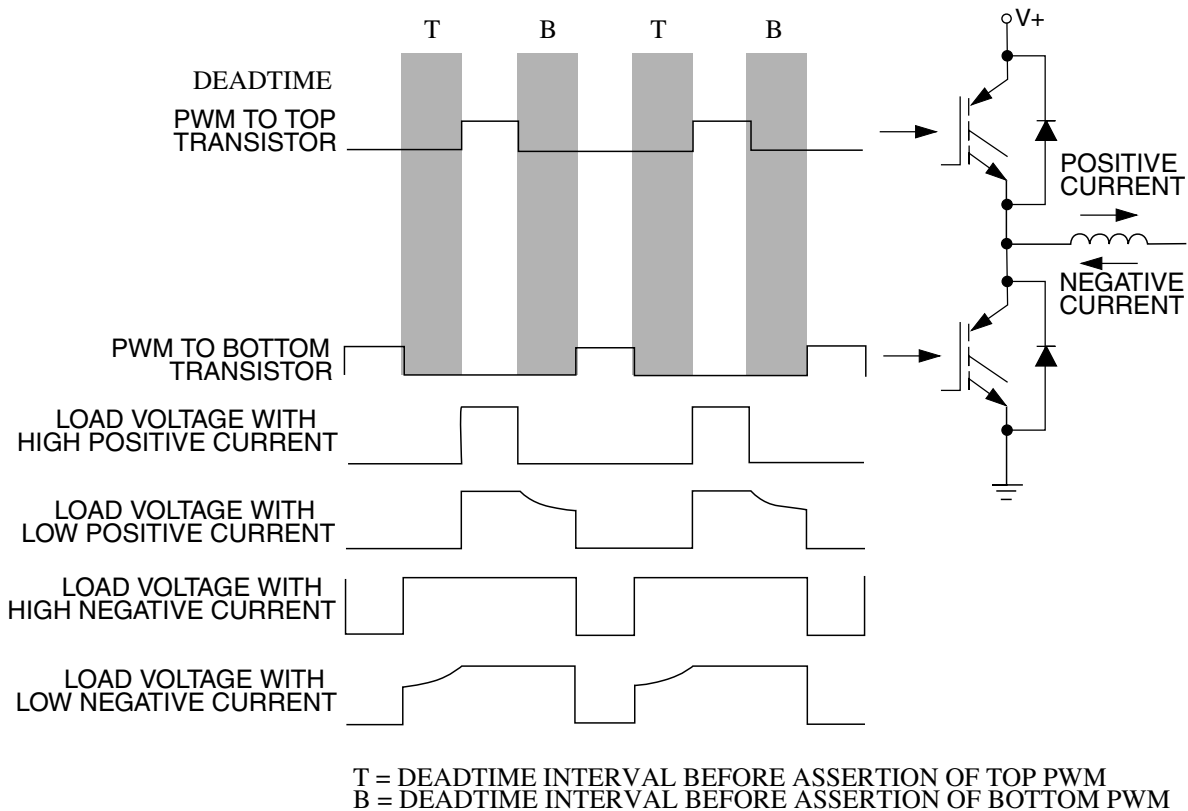 T B T B
V+
DEADTIME
PWM TO TOP
TRANSISTOR
POSITIVE
CURRENT
NEGATIVE
CURRENT
PWM TO BOTTOM
TRANSISTOR
LOAD VOLTAGE WITH
HIGH POSITIVE CURRENT
LOAD VOLTAGE WITH
LOW POSITIVE CURRENT
LOAD VOLTAGE WITH
HIGH NEGATIVE CURRENT
LOAD VOLTAGE WITH
LOW NEGATIVE CURRENT
T = DEADTIME INTERVAL BEFORE ASSERTION OF TOP PWM
B = DEADTIME INTERVAL BEFORE ASSERTION OF BOTTOM PWM